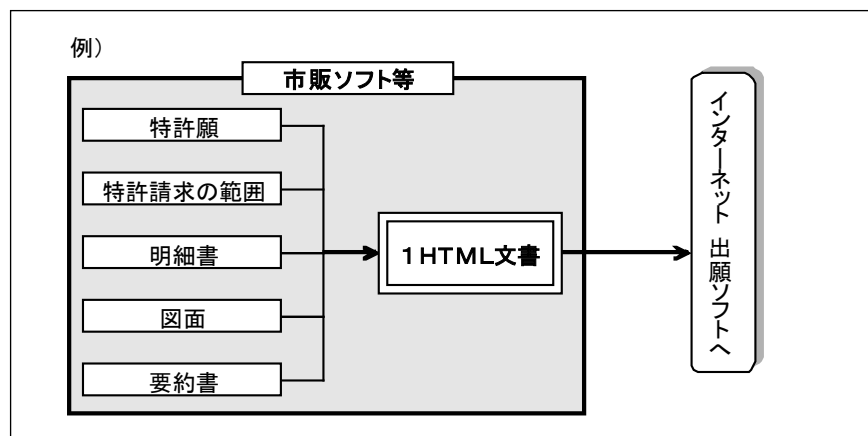 例）
市販ソフト等
特許願
特許請求の範囲
明細書
図面
要約書
１ＨＴＭＬ文書
インターネット出願ソフトへ